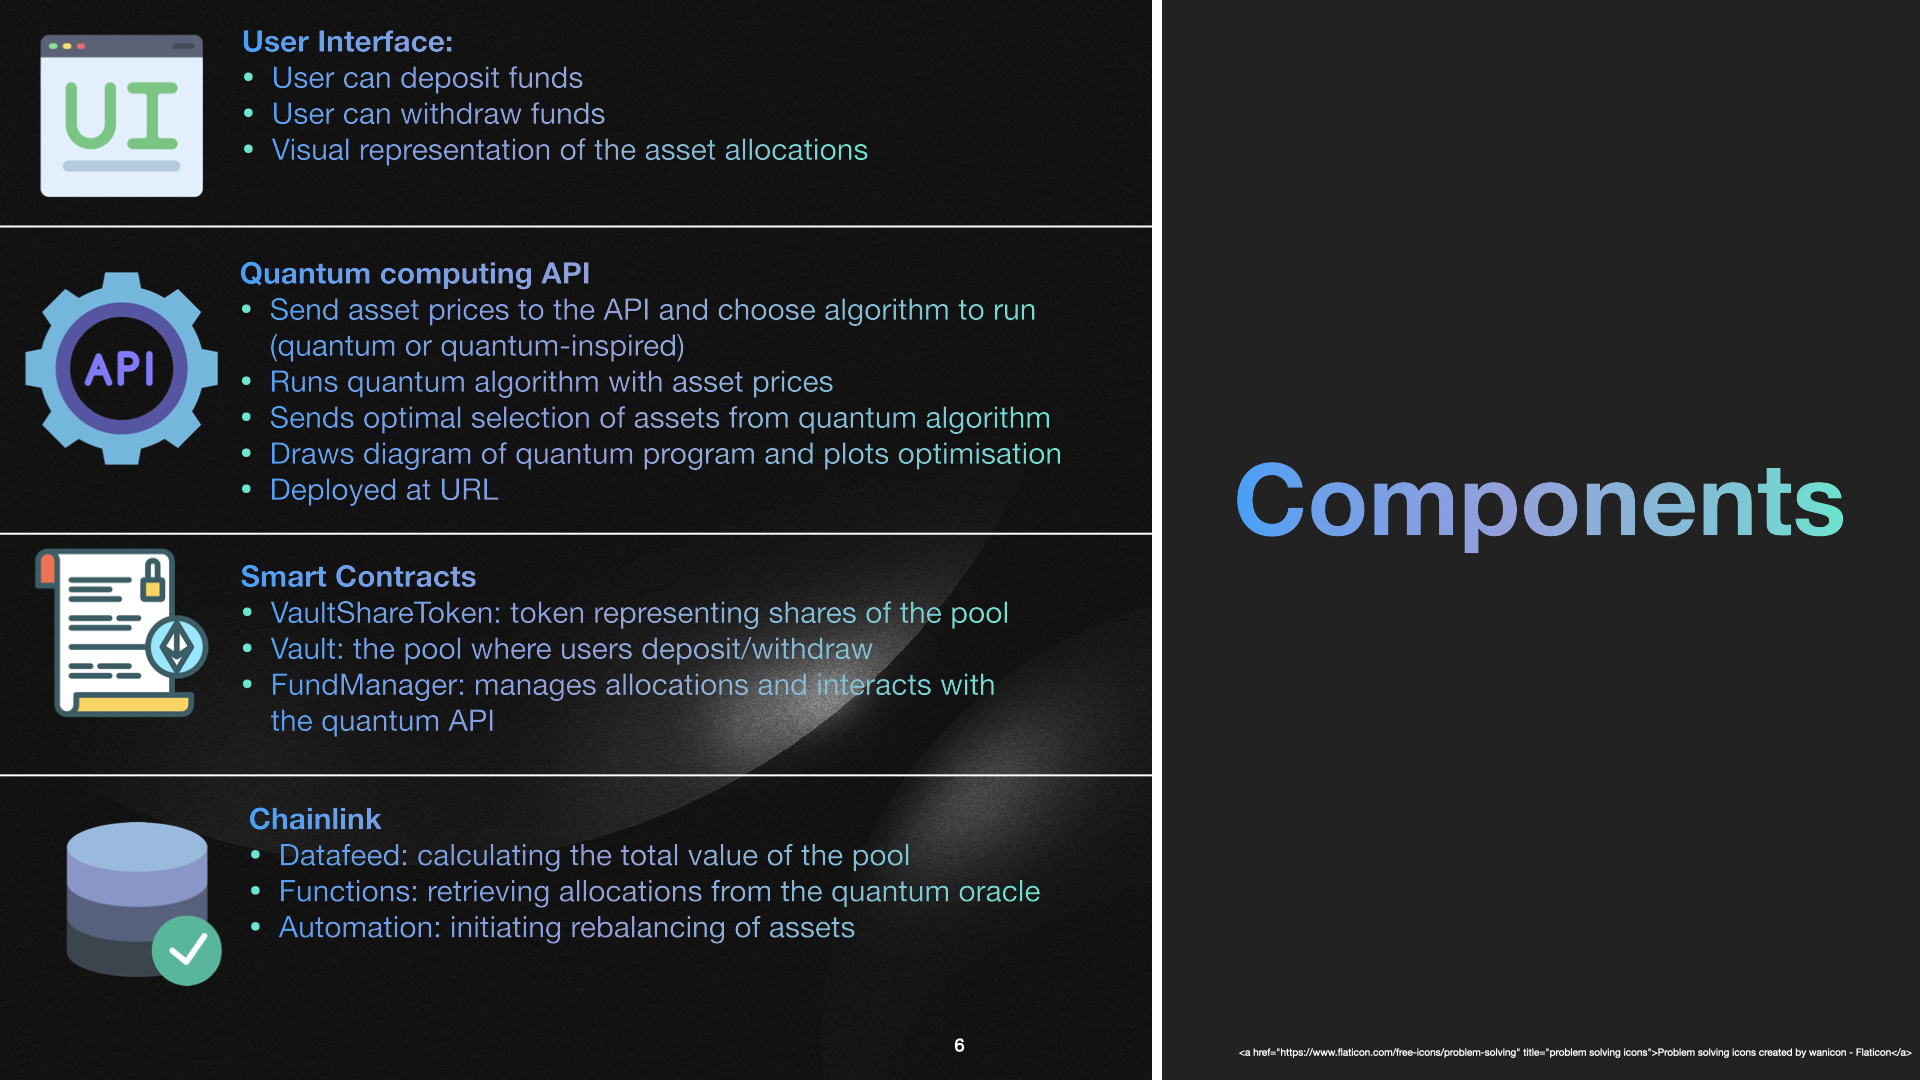 UI
User Interface:
• User can deposit funds
• User can withdraw funds
• Visual representation of the asset allocations
API
Quantum computing API
• Send asset prices to the API and choose algorithm to run
(quantum or quantum-inspired)
• Runs quantum algorithm with asset prices
• Sends optimal selection of assets from quantum algorithm
• Draws diagram of quantum program and plots optimisation
• Deployed at URL
Smart Contracts
• VaultShareToken: token representing shares of the pool
• Vault: the pool where users deposit/withdraw
• FundManager: manages allocations and interacts with
the quantum API
Chainlink
• Datafeed: calculating the total value of the pool
• Functions: retrieving allocations from the quantum oracle
• Automation: initiating rebalancing of assets
6
Components
<a href="https://www.flaticon.com/free-icons/problem-solving" title="problem solving icons">Problem solving icons created by wanicon - Flaticon</a>